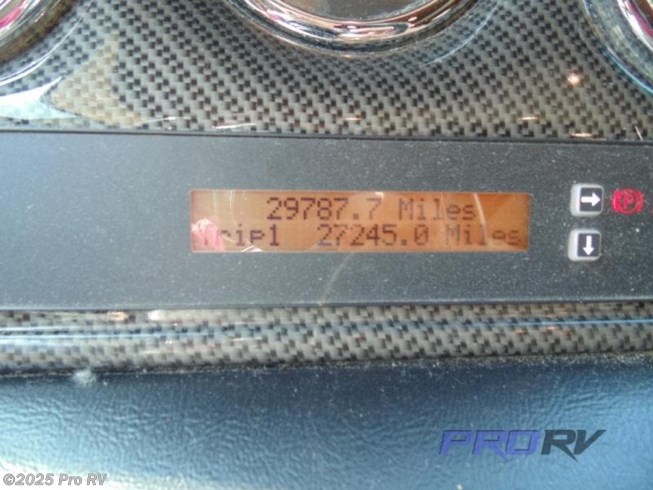 29787.7 Miles
Trip1 27245.0 Miles
PRORV
©2025 Pro RV